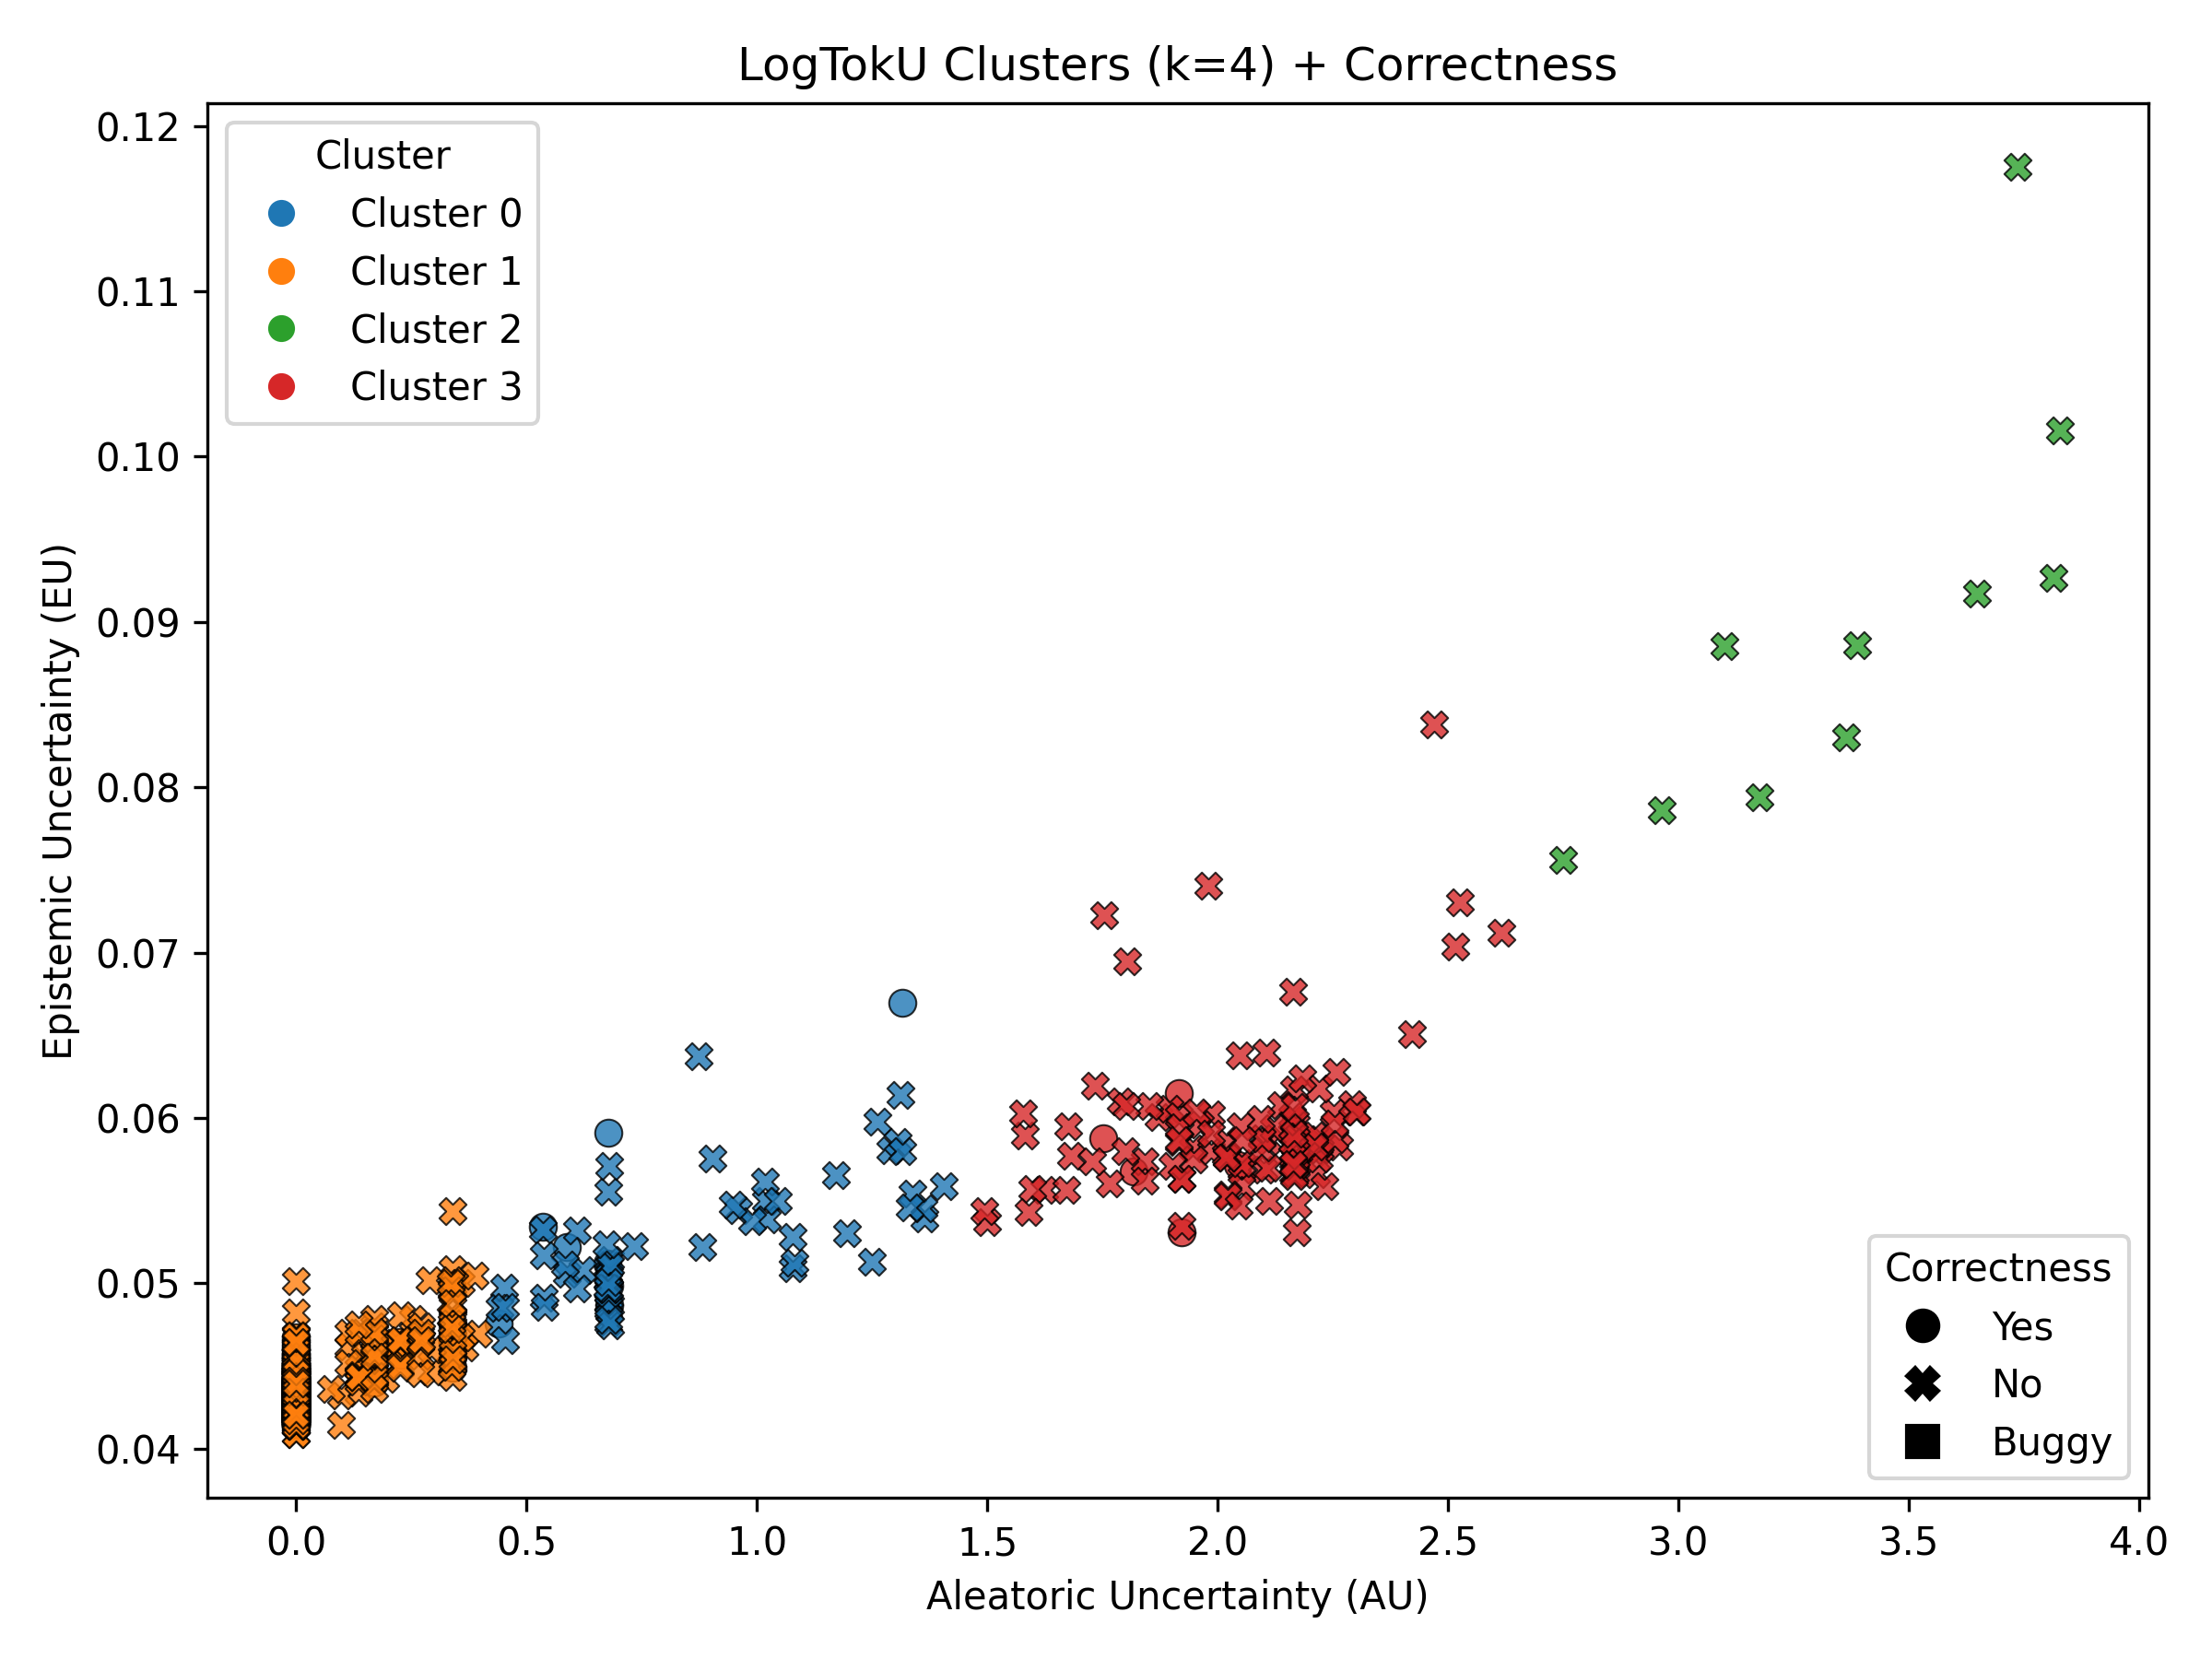 LogTokU Clusters (k=4) + Correctness
Cluster
Cluster 0
Cluster 1
Cluster 2
Cluster 3
Epistemic Uncertainty (EU)
0.12
0.11
0.10
0.09
0.08
0.07
0.06
0.05
0.04
Correctness
Yes
No
Buggy
0.0 0.5 1.0 1.5 2.0 2.5 3.0 3.5 4.0
Aleatoric Uncertainty (AU)